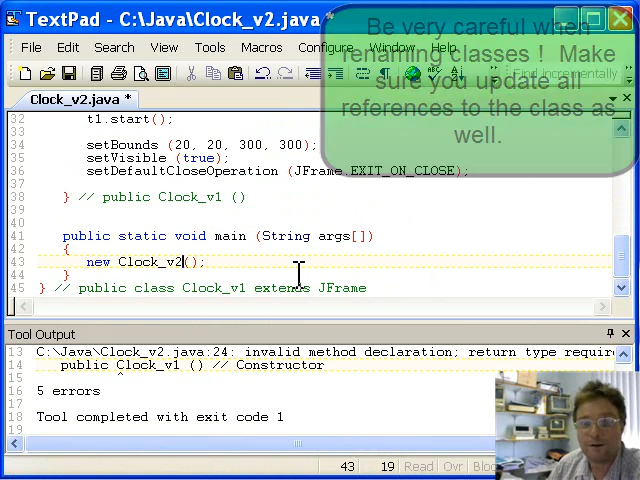 TextPad - C:\Java\Clock_v2.java *
File Edit Search View Tools Macros
Be very careful when
renaming classes ! Make
sure you update all
references to the class as
well.
Find incrementally
Clock_v2.java *
32 t1.start();
33
34 setBounds (20, 20, 300, 300);
35 setVisible (true);
36 setDefaultCloseOperation (JFrame.EXIT_ON_CLOSE);
37
38 } // public Clock_v1 ()
39
40
41 public static void main (String args[])
42 {
43 new Clock_v2();
44 }
45 } // public class Clock_v1 extends JFrame
Tool Output
13 C:\Java\Clock_v2.java:24: invalid method declaration; return type require
14 public Clock_v1 () // Constructor
15 ^
16 5 errors
17
18 Tool completed with exit code 1
19
43 19 Read Ovr Bloc